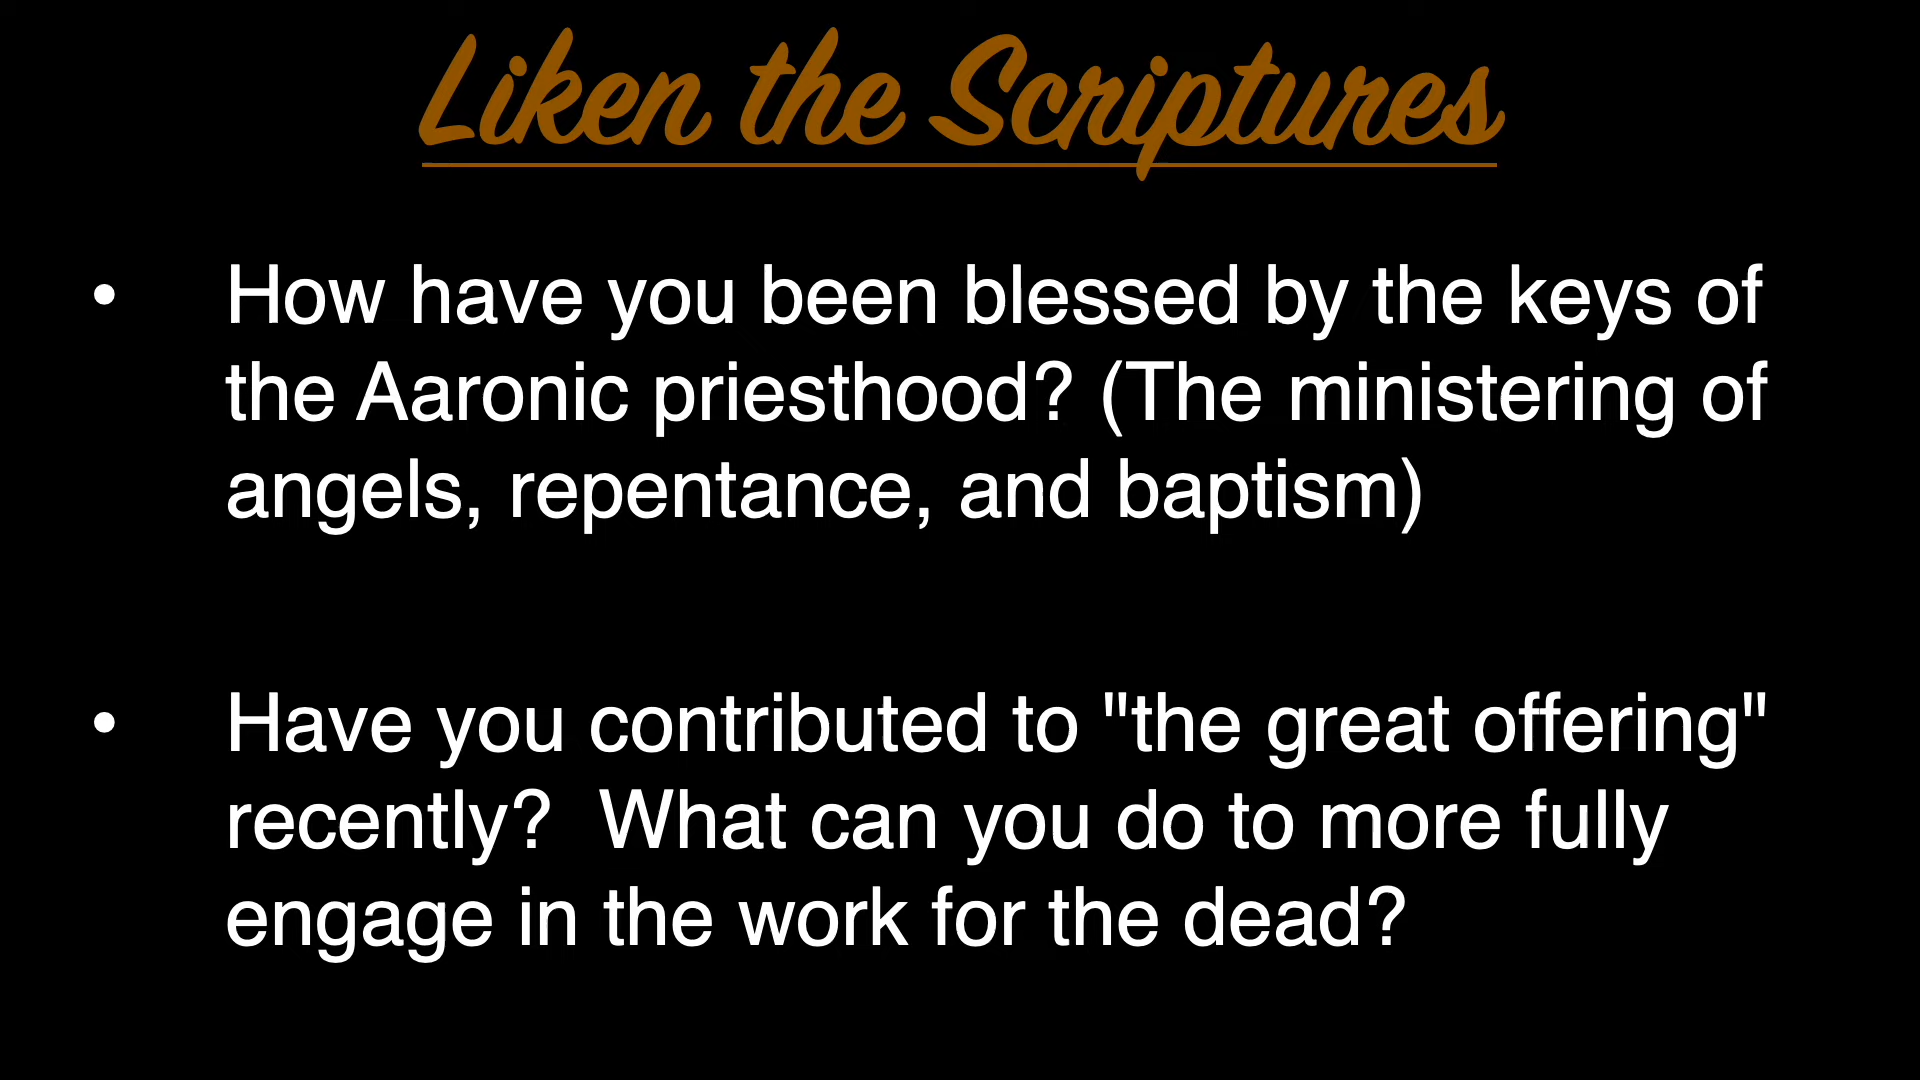 Liken the Scriptures
• How have you been blessed by the keys of
the Aaronic priesthood? (The ministering of
angels, repentance, and baptism)
• Have you contributed to "the great offering"
recently?  What can you do to more fully
engage in the work for the dead?